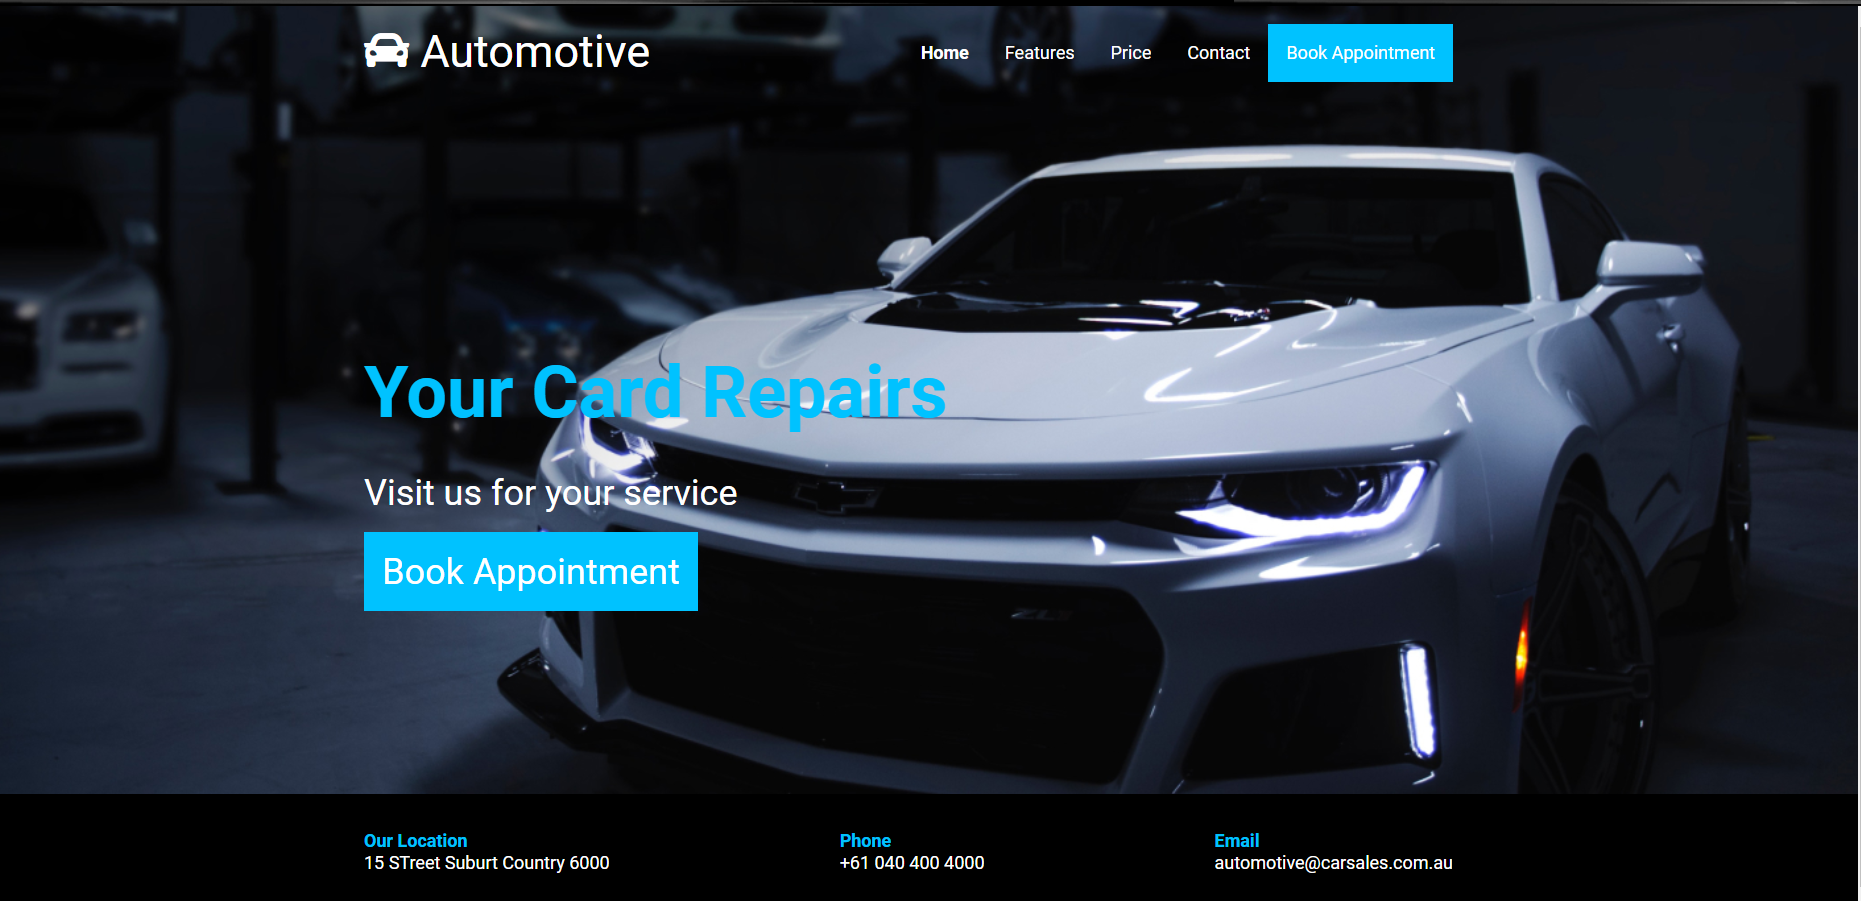 Automotive
Home Features Price Contact Book Appointment
Your Card Repairs
Visit us for your service
Book Appointment
ZL1
Our Location Phone Email
15 STreet Suburt Country 6000 +61 040 400 4000 automotive@carsales.com.au